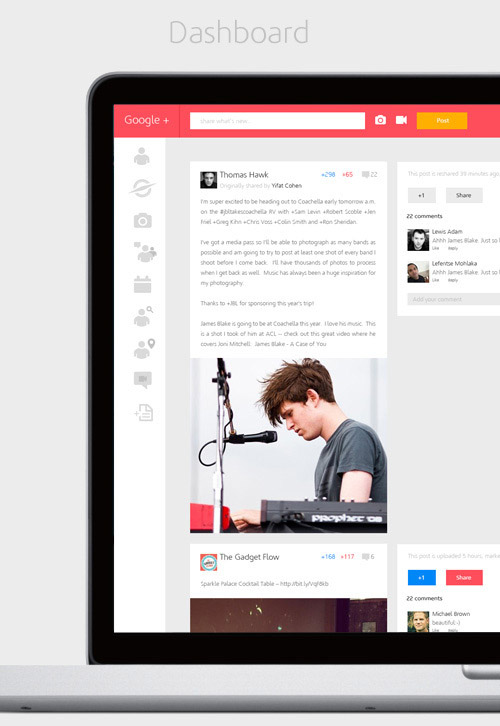 Dashboard
Google +
share what's new...
Post
Thomas Hawk
+298 +65 22
Originally shared by Yifat Cohen
I'm super excited to be heading out to Coachella early tomorrow a.m.
on the #jbltakescoachella RV with +Sam Levin +Robert Scoble +Jen
Friel +Greg Kihn +Chris Voss +Colin Smith and +Ron Sheridan.
I've got a media pass so I'll be able to photograph as many bands as
possible and am going to try to post at least one shot of every band I
shoot before I come back. I'll have thousands of photos to process
when I get back as well. Music has always been a huge inspiration for
my photography.
Thanks to +JBL for sponsoring this year's trip!
James Blake is going to be at Coachella this year. I love his music. This
is a shot I took of him at ACL – check out this great video where he
covers Joni Mitchell. James Blake - A Case of You
prophet '08
This post is reshared 39 minutes ago
+1
Share
22 comments
Lewis Adam
Ahhh James Blake. Just so l
Like Reply
Lefentse Mohlaka
Ahhh James Blake. Just so l
Like Reply
Add your comment
The Gadget Flow
+168 +117 6
Sparkle Palace Cocktail Table – http://bit.ly/VqfBkb
This post is uploaded 5 hours, marke
+1
Share
22 comments
Michael Brown
beautiful:-)
Like Reply